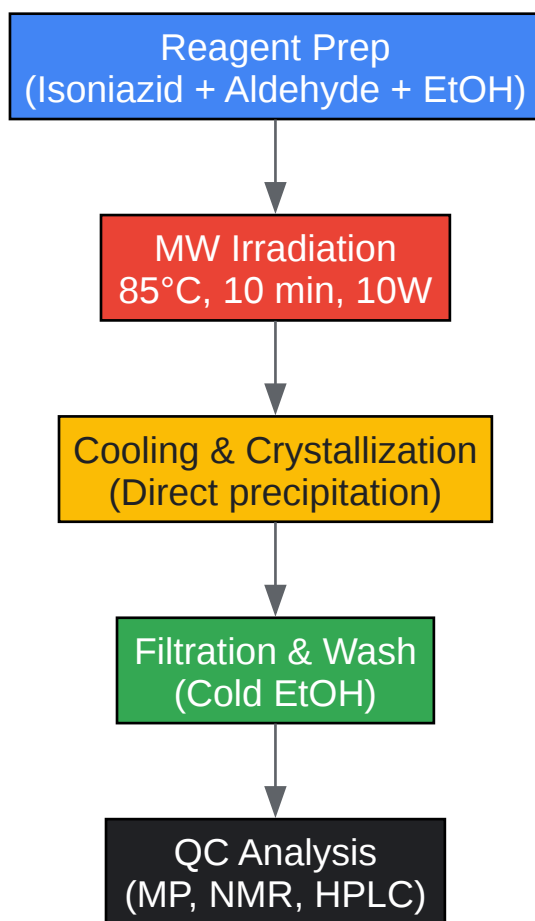 Reagent Prep
(Isoniazid + Aldehyde + EtOH)
MW Irradiation
85°C, 10 min, 10W
Cooling & Crystallization
(Direct precipitation)
Filtration & Wash
(Cold EtOH)
QC Analysis
(MP, NMR, HPLC)